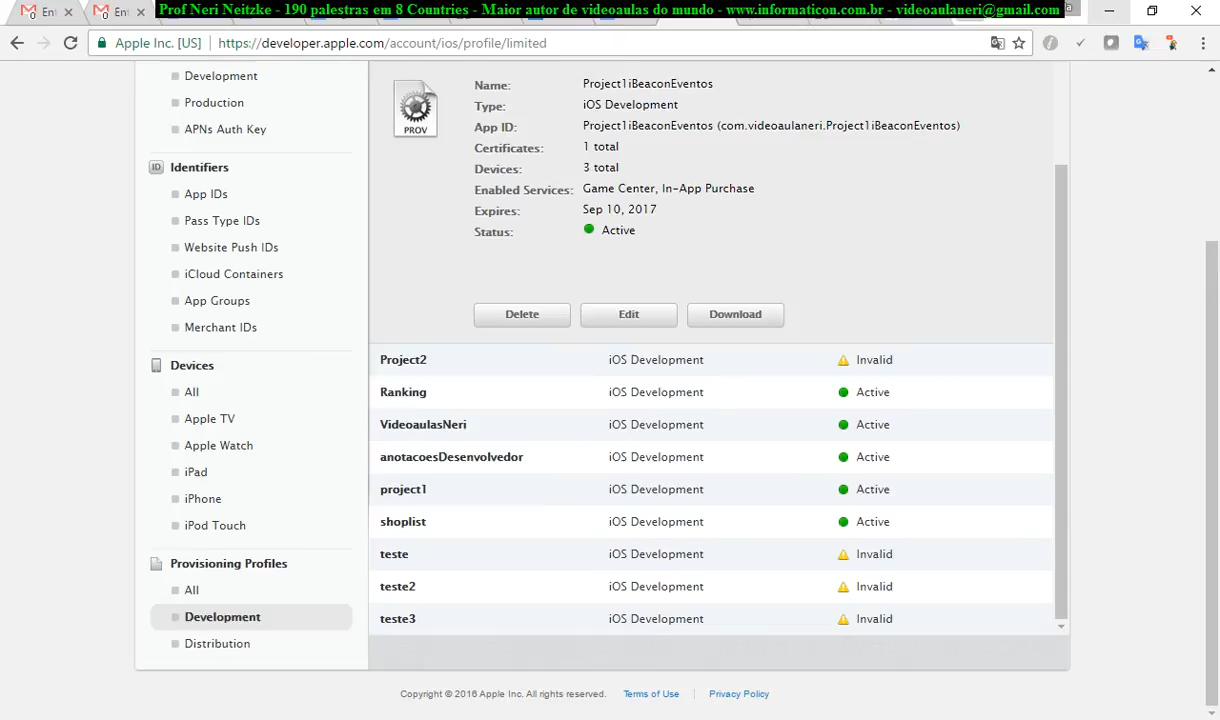 Prof Neri Neitzke - 190 palestras em 8 Countries - Maior autor de videoaulas do mundo - www.informaticon.com.br - videoaulaneri@gmail.com
Ent
Ent
Apple Inc. [US]
https://developer.apple.com/account/ios/profile/limited
Development
Production
APNs Auth Key
ID Identifiers
App IDs
Pass Type IDs
Website Push IDs
iCloud Containers
App Groups
Merchant IDs
Devices
All
Apple TV
Apple Watch
iPad
iPhone
iPod Touch
Provisioning Profiles
All
Development
Distribution
PROV
Name: Project1iBeaconEventos
Type: iOS Development
App ID: Project1iBeaconEventos (com.videoaulaneri.Project1iBeaconEventos)
Certificates: 1 total
Devices: 3 total
Enabled Services: Game Center, In-App Purchase
Expires: Sep 10, 2017
Status: Active
Delete Edit Download
Project2 iOS Development Invalid
Ranking iOS Development Active
VideoaulasNeri iOS Development Active
anotacoesDesenvolvedor iOS Development Active
project1 iOS Development Active
shoplist iOS Development Active
teste iOS Development Invalid
teste2 iOS Development Invalid
teste3 iOS Development Invalid
Copyright © 2016 Apple Inc. All rights reserved. Terms of Use Privacy Policy